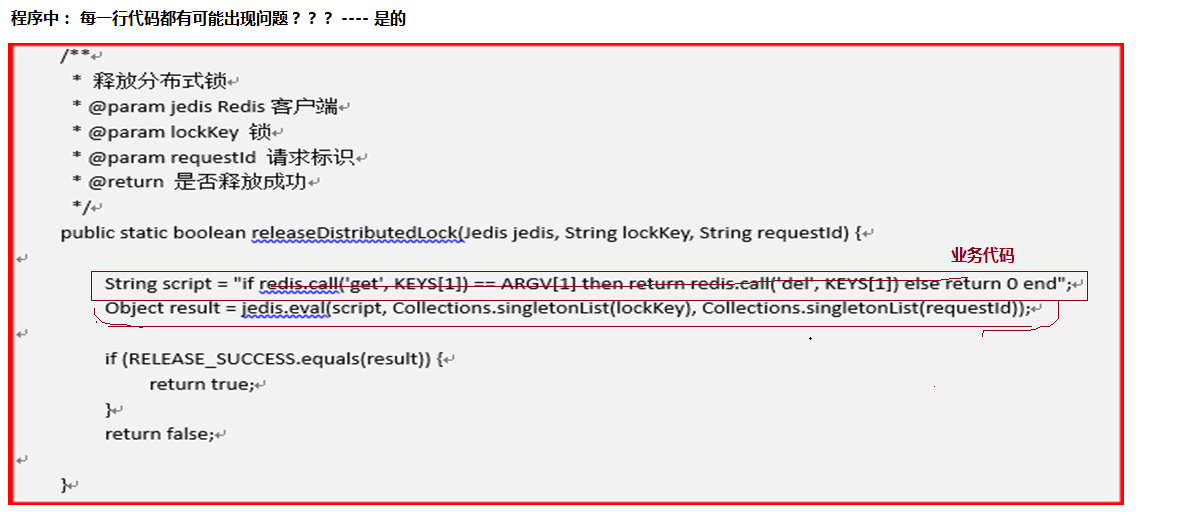 程序中： 每一行代码都有可能出现问题？？？ ---- 是的
/**↵
* 释放分布式锁↵
* @param jedis Redis 客户端↵
* @param lockKey 锁↵
* @param requestId 请求标识↵
* @return 是否释放成功↵
*/↵
public static boolean releaseDistributedLock(Jedis jedis, String lockKey, String requestId) {↵
↵
业务代码
String script = "if redis.call('get', KEYS[1]) == ARGV[1] then return redis.call('del', KEYS[1]) else return 0 end";↵
Object result = jedis.eval(script, Collections.singletonList(lockKey), Collections.singletonList(requestId));↵
↵
if (RELEASE_SUCCESS.equals(result)) {↵
return true;↵
}↵
return false;↵
↵
}↵